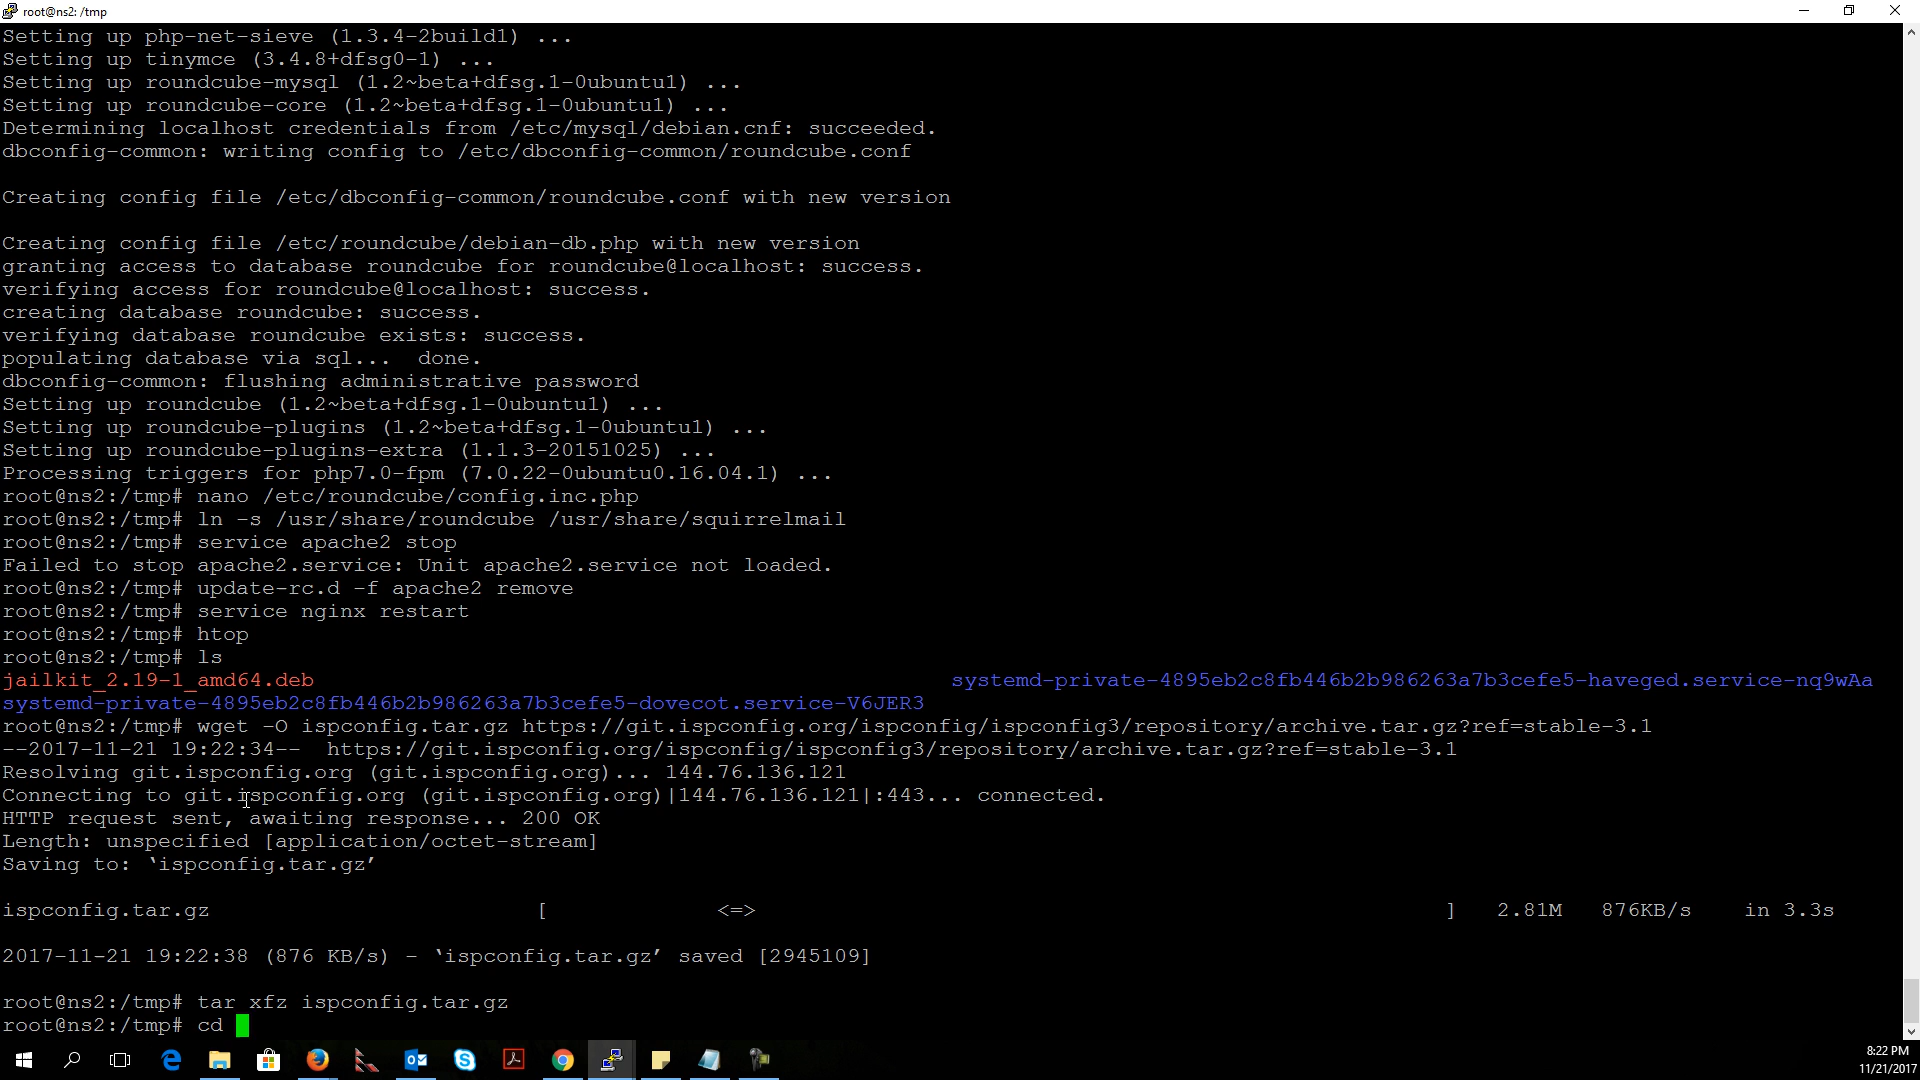 root@ns2: /tmp
Setting up php-net-sieve (1.3.4-2build1) ...
Setting up tinymce (3.4.8+dfsg0-1) ...
Setting up roundcube-mysql (1.2~beta+dfsg.1-0ubuntu1) ...
Setting up roundcube-core (1.2~beta+dfsg.1-0ubuntu1) ...
Determining localhost credentials from /etc/mysql/debian.cnf: succeeded.
dbconfig-common: writing config to /etc/dbconfig-common/roundcube.conf
Creating config file /etc/dbconfig-common/roundcube.conf with new version
Creating config file /etc/roundcube/debian-db.php with new version
granting access to database roundcube for roundcube@localhost: success.
verifying access for roundcube@localhost: success.
creating database roundcube: success.
verifying database roundcube exists: success.
populating database via sql...  done.
dbconfig-common: flushing administrative password
Setting up roundcube (1.2~beta+dfsg.1-0ubuntu1) ...
Setting up roundcube-plugins (1.2~beta+dfsg.1-0ubuntu1) ...
Setting up roundcube-plugins-extra (1.1.3-20151025) ...
Processing triggers for php7.0-fpm (7.0.22-0ubuntu0.16.04.1) ...
root@ns2:/tmp# nano /etc/roundcube/config.inc.php
root@ns2:/tmp# ln -s /usr/share/roundcube /usr/share/squirrelmail
root@ns2:/tmp# service apache2 stop
Failed to stop apache2.service: Unit apache2.service not loaded.
root@ns2:/tmp# update-rc.d -f apache2 remove
root@ns2:/tmp# service nginx restart
root@ns2:/tmp# htop
root@ns2:/tmp# ls
jailkit_2.19-1_amd64.deb systemd-private-4895eb2c8fb446b2b986263a7b3cefe5-haveged.service-nq9wAa
systemd-private-4895eb2c8fb446b2b986263a7b3cefe5-dovecot.service-V6JER3
root@ns2:/tmp# wget -O ispconfig.tar.gz https://git.ispconfig.org/ispconfig/ispconfig3/repository/archive.tar.gz?ref=stable-3.1
--2017-11-21 19:22:34--  https://git.ispconfig.org/ispconfig/ispconfig3/repository/archive.tar.gz?ref=stable-3.1
Resolving git.ispconfig.org (git.ispconfig.org)... 144.76.136.121
Connecting to git.ispconfig.org (git.ispconfig.org)|144.76.136.121|:443... connected.
HTTP request sent, awaiting response... 200 OK
Length: unspecified [application/octet-stream]
Saving to: ‘ispconfig.tar.gz’
ispconfig.tar.gz [ <=> ] 2.81M 876KB/s in 3.3s
2017-11-21 19:22:38 (876 KB/s) - ‘ispconfig.tar.gz’ saved [2945109]
root@ns2:/tmp# tar xfz ispconfig.tar.gz
root@ns2:/tmp# cd
8:22 PM
11/21/2017